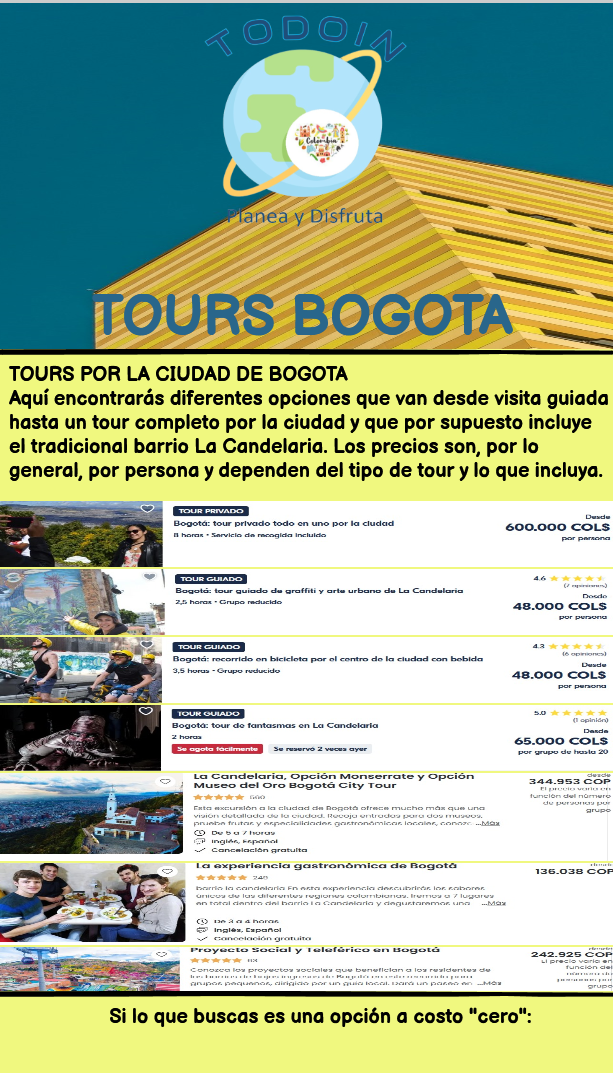 TODOIN
Colombia
Planea y Disfruta
TOURS BOGOTA
TOURS POR LA CIUDAD DE BOGOTA
Aquí encontrarás diferentes opciones que van desde visita guiada
hasta un tour completo por la ciudad y que por supuesto incluye
el tradicional barrio La Candelaria. Los precios son, por lo
general, por persona y dependen del tipo de tour y lo que incluya.
TOUR PRIVADO
Bogotá: tour privado todo en uno por la ciudad
8 horas • Servicio de recogida incluido
Desde
600.000 COL$
por persona
TOUR GUIADO
Bogotá: tour guiado de graffiti y arte urbano de La Candelaria
2,5 horas • Grupo reducido
4.6
(7 opiniones)
Desde
48.000 COL$
por persona
TOUR GUIADO
Bogotá: recorrido en bicicleta por el centro de la ciudad con bebida
3,5 horas • Grupo reducido
4.3
(6 opiniones)
Desde
48.000 COL$
por persona
TOUR GUIADO
Bogotá: tour de fantasmas en La Candelaria
2 horas
Se agota fácilmente Se reservó 2 veces ayer
5.0
(1 opinión)
Desde
65.000 COL$
por grupo de hasta 20
La Candelaria, Opción Monserrate y Opción
Museo del Oro Bogotá City Tour
560
Esta excursión a la ciudad de Bogotá ofrece mucho más que una
visión detallada de la ciudad. Recoja entradas para dos museos,
pruebe frutas y especialidades gastronómicas locales, conozc ...Más
De 5 a 7 horas
Inglés, Español
Cancelación gratuita
desde
344.953 COP
El precio varía en
función del número
de personas por
grupo
La experiencia gastronómica de Bogotá
249
barrio la candelaria En esta experiencia descubrirás los sabores
únicos de las diferentes regiones colombianas. Iremos a 7 lugares
en total dentro del barrio La Candelaria y degustaremos una ...Más
De 3 a 4 horas
Inglés, Español
Cancelación gratuita
desde
136.038 COP
Proyecto Social y Teleférico en Bogotá
63
Conozca los proyectos sociales que benefician a los residentes de
los barrios de bajos ingresos de Bogotá en este recorrido para
grupos pequeños, dirigido por un guía local. Dará un paseo en ...Más
desde
242.925 COP
El precio varía en
función del
número de
personas por
grupo
Si lo que buscas es una opción a costo "cero":